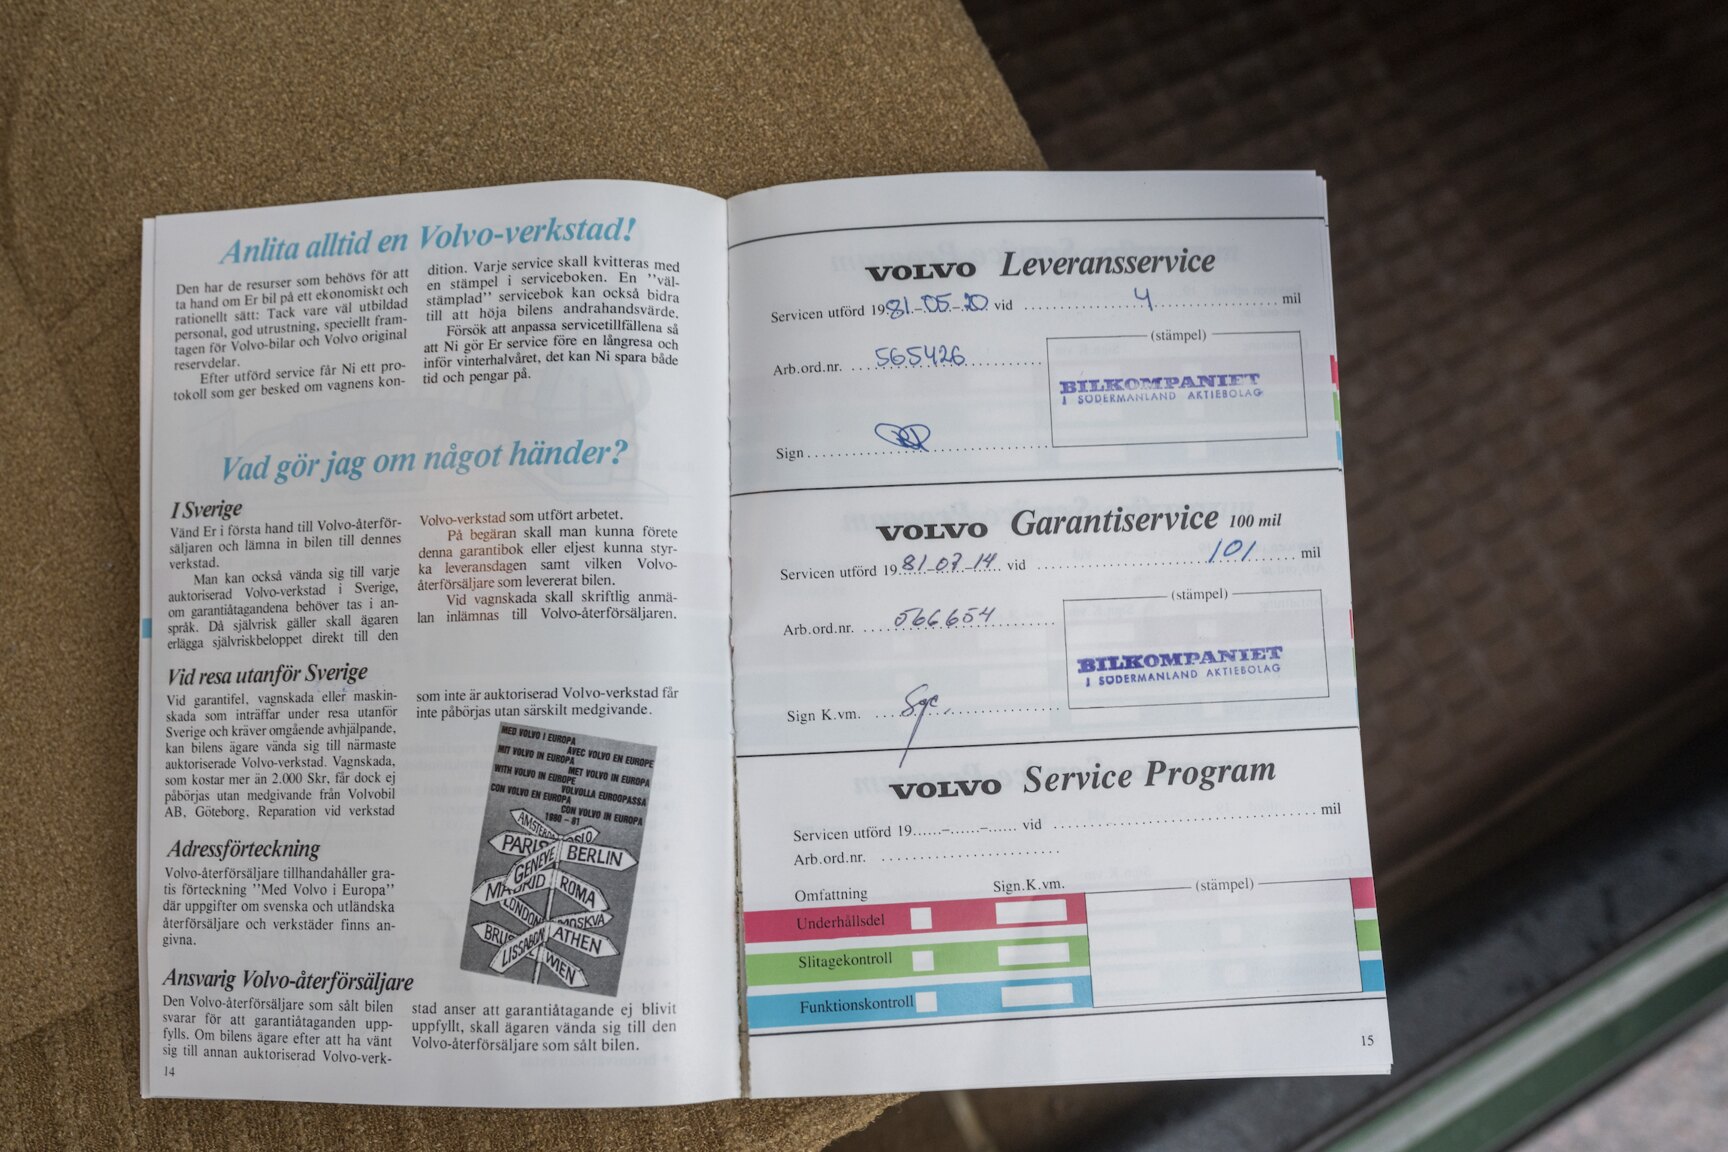 Anlita alltid en Volvo-verkstad!
Den har de resurser som behövs för att
ta hand om Er bil på ett ekonomiskt och
rationellt sätt: Tack vare väl utbildad
personal, god utrustning, speciellt fram-
tagen för Volvo-bilar och Volvo original
reservdelar.
Efter utförd service får Ni ett pro-
tokoll som ger besked om vagnens kon-
dition. Varje service skall kvitteras med
en stämpel i serviceboken. En ”väl-
stämplad” servicebok kan också bidra
till att höja bilens andrahandsvärde.
Försök att anpassa servicetillfällena så
att Ni gör Er service före en långresa och
inför vinterhalvåret, det kan Ni spara både
tid och pengar på.
Vad gör jag om något händer?
I Sverige
Vänd Er i första hand till Volvo-återför-
säljaren och lämna in bilen till dennes
verkstad.
Man kan också vända sig till varje
auktoriserad Volvo-verkstad i Sverige,
om garantiåtagandena behöver tas i an-
språk. Då självrisk gäller skall ägaren
erlägga självriskbeloppet direkt till den
Volvo-verkstad som utfört arbetet.
På begäran skall man kunna förete
denna garantibok eller eljest kunna styr-
ka leveransdagen samt vilken Volvo-
återförsäljare som levererat bilen.
Vid vagnskada skall skriftlig anmä-
lan inlämnas till Volvo-återförsäljaren.
Vid resa utanför Sverige
Vid garantifel, vagnskada eller maskin-
skada som inträffar under resa utanför
Sverige och kräver omgående avhjälpande,
kan bilens ägare vända sig till närmaste
auktoriserade Volvo-verkstad. Vagnskada,
som kostar mer än 2.000 Skr, får dock ej
påbörjas utan medgivande från Volvobil
AB, Göteborg, Reparation vid verkstad
som inte är auktoriserad Volvo-verkstad får
inte påbörjas utan särskilt medgivande.
MED VOLVO I EUROPA
AVEC VOLVO EN EUROPE
MIT VOLVO IN EUROPA
MET VOLVO IN EUROPA
WITH VOLVO IN EUROPE
VOLVOLLA EUROOPASSA
CON VOLVO EN EUROPA
CON VOLVO IN EUROPA
1980 – 81
AMSTERDAM
OSLO
PARIS
BERLIN
GENEVE
MADRID
ROMA
LONDON
MOSKVA
ATHEN
LISSABON
WIEN
Adressförteckning
Volvo-återförsäljare tillhandahåller gra-
tis förteckning ”Med Volvo i Europa”
där uppgifter om svenska och utländska
återförsäljare och verkstäder finns an-
givna.
Ansvarig Volvo-återförsäljare
Den Volvo-återförsäljare som sålt bilen
svarar för att garantiåtaganden upp-
fylls. Om bilens ägare efter att ha vänt
sig till annan auktoriserad Volvo-verk-
stad anser att garantiåtagande ej blivit
uppfyllt, skall ägaren vända sig till den
Volvo-återförsäljare som sålt bilen.
14
VOLVO Leveransservice
Servicen utförd 1981-05-20 vid 4 mil
(stämpel)
Arb.ord.nr. 565426
BILKOMPANIET
I SÖDERMANLAND AKTIEBOLAG
Sign
VOLVO Garantiservice 100 mil
Servicen utförd 1981-07-14 vid 101 mil
(stämpel)
Arb.ord.nr. 566654
BILKOMPANIET
I SÖDERMANLAND AKTIEBOLAG
Sign K.vm.
VOLVO Service Program
Servicen utförd 19......–......–...... vid mil
Arb.ord.nr.
Omfattning Sign.K.vm. (stämpel)
Underhållsdel
Slitagekontroll
Funktionskontroll
15